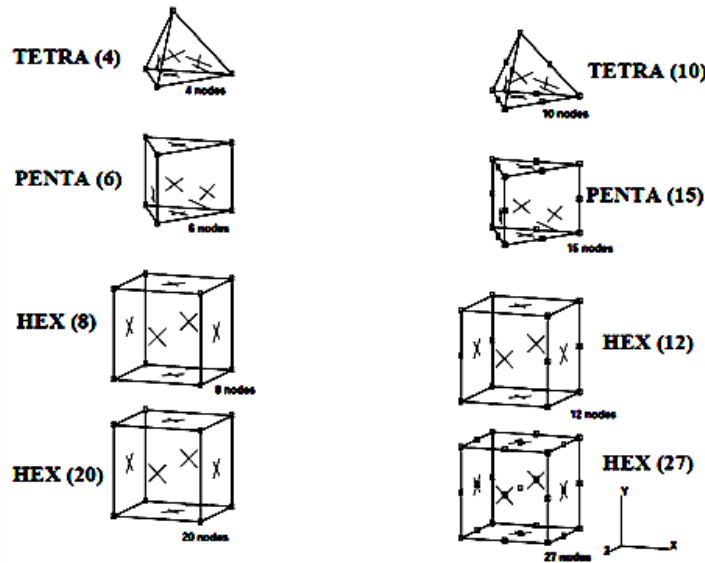 TETRA (4)
4 nodes
TETRA (10)
10 nodes
PENTA (6)
6 nodes
PENTA (15)
15 nodes
HEX (8)
8 nodes
HEX (12)
12 nodes
HEX (20)
20 nodes
HEX (27)
27 nodes
Y
X
Z